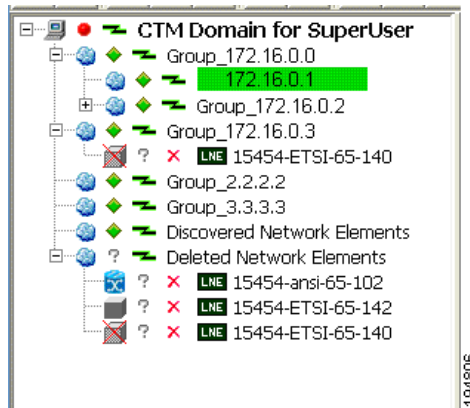 CTM Domain for SuperUser
Group_172.16.0.0
172.16.0.1
Group_172.16.0.2
Group_172.16.0.3
? LNE 15454-ETSI-65-140
Group_2.2.2.2
Group_3.3.3.3
Discovered Network Elements
? Deleted Network Elements
? LNE 15454-ansi-65-102
? LNE 15454-ETSI-65-142
? LNE 15454-ETSI-65-140
194806